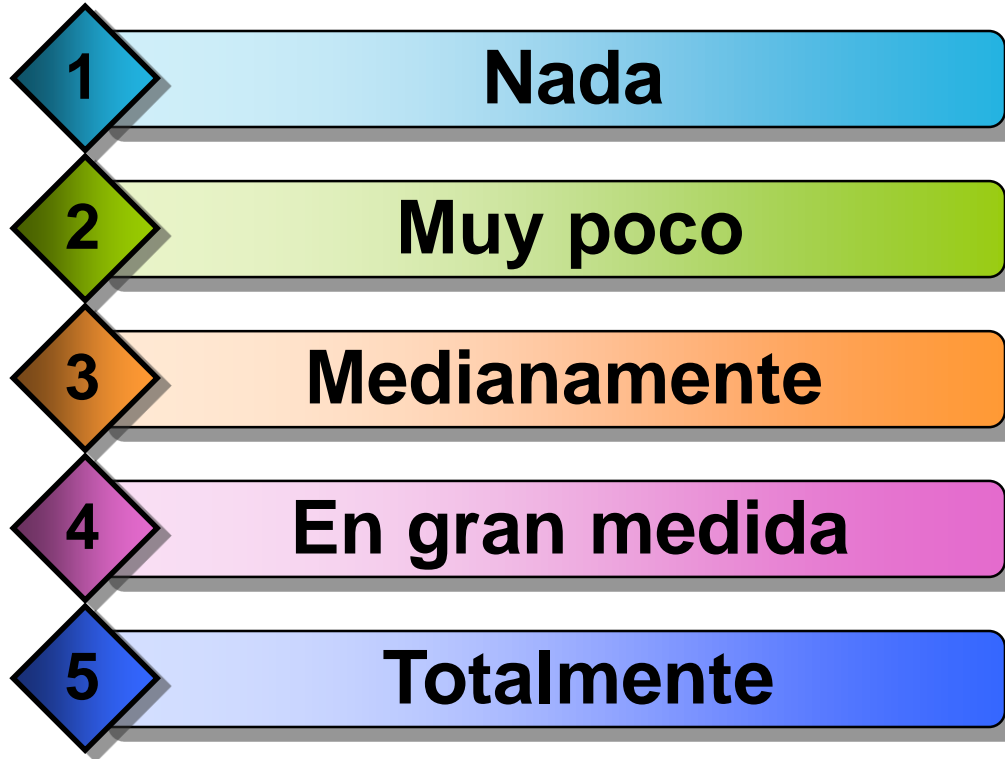 1 Nada
2 Muy poco
3 Medianamente
4 En gran medida
5 Totalmente